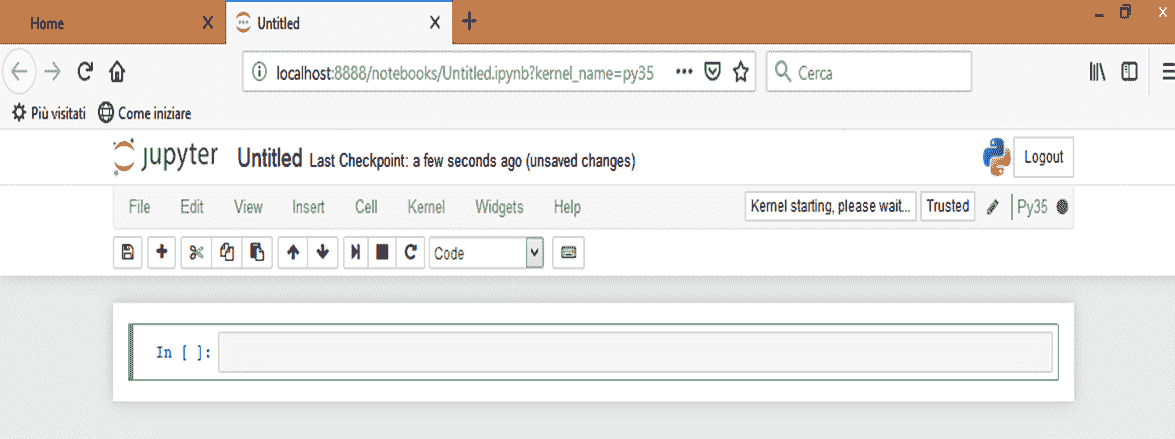 Home X Untitled X +
localhost:8888/notebooks/Untitled.ipynb?kernel_name=py35 ••• Cerca
Più visitati Come iniziare
jupyter Untitled Last Checkpoint: a few seconds ago (unsaved changes) Logout
File Edit View Insert Cell Kernel Widgets Help Kernel starting, please wait... Trusted Py35
Code
In [ ]: